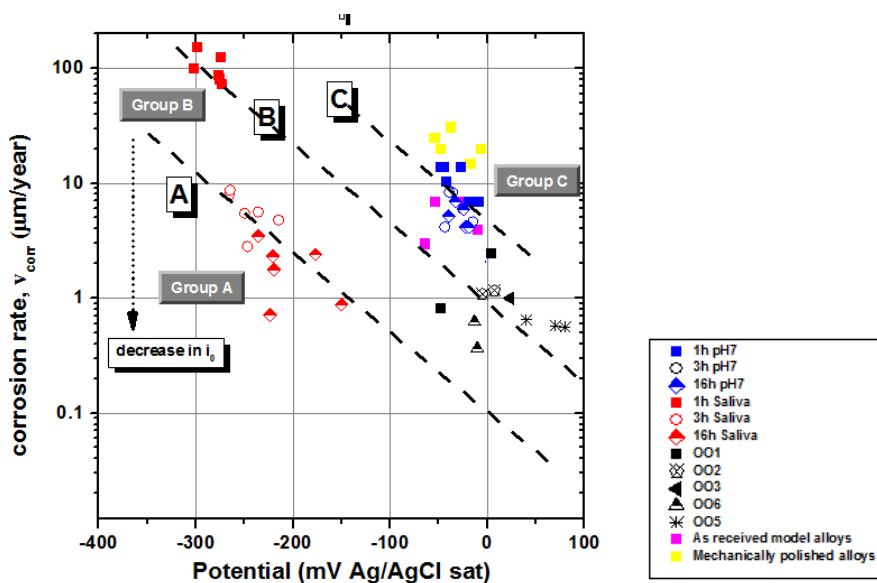 corrosion rate, νcorr (μm/year)
100
10
1
0.1
Group B
B
C
A
Group C
Group A
decrease in i0
-400
-300
-200
-100
0
100
Potential (mV Ag/AgCl sat)
1h pH7
3h pH7
16h pH7
1h Saliva
3h Saliva
16h Saliva
OO1
OO2
OO3
OO6
OO5
As received model alloys
Mechanically polished alloys